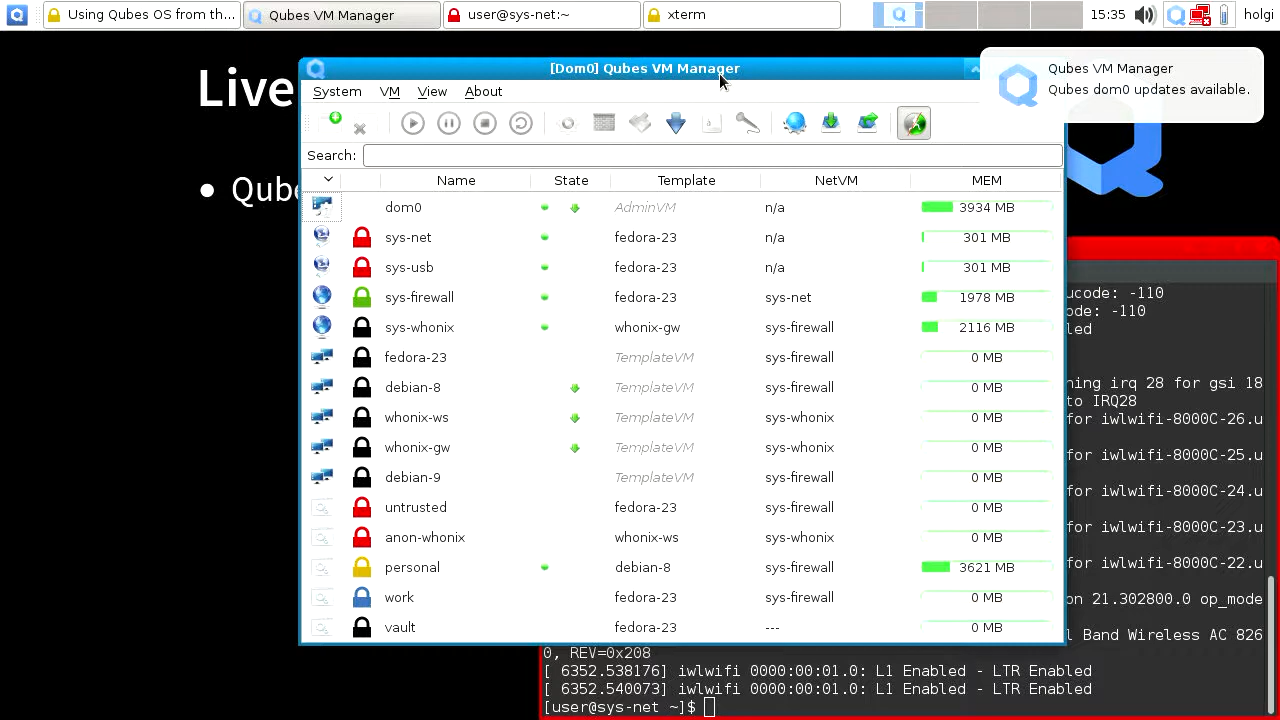 Using Qubes OS from th...
Qubes VM Manager
user@sys-net:~
xterm
15:35
holgi
Live
Qube
[Dom0] Qubes VM Manager
Qubes VM Manager
Qubes dom0 updates available.
System VM View About
Search:
Name State Template NetVM MEM
dom0 AdminVM n/a 3934 MB
sys-net fedora-23 n/a 301 MB
sys-usb fedora-23 n/a 301 MB
sys-firewall fedora-23 sys-net 1978 MB
sys-whonix whonix-gw sys-firewall 2116 MB
fedora-23 TemplateVM sys-firewall 0 MB
debian-8 TemplateVM sys-firewall 0 MB
whonix-ws TemplateVM sys-whonix 0 MB
whonix-gw TemplateVM sys-whonix 0 MB
debian-9 TemplateVM sys-firewall 0 MB
untrusted fedora-23 sys-firewall 0 MB
anon-whonix whonix-ws sys-whonix 0 MB
personal debian-8 sys-firewall 3621 MB
work fedora-23 sys-firewall 0 MB
vault fedora-23 --- 0 MB
ucode: -110
ode: -110
led
ning irq 28 for gsi 18
to IRQ28
for iwlwifi-8000C-26.u
for iwlwifi-8000C-25.u
for iwlwifi-8000C-24.u
for iwlwifi-8000C-23.u
for iwlwifi-8000C-22.u
on 21.302800.0 op_mode
l Band Wireless AC 826
0, REV=0x208
[ 6352.538176] iwlwifi 0000:00:01.0: L1 Enabled - LTR Enabled
[ 6352.540073] iwlwifi 0000:00:01.0: L1 Enabled - LTR Enabled
[user@sys-net ~]$